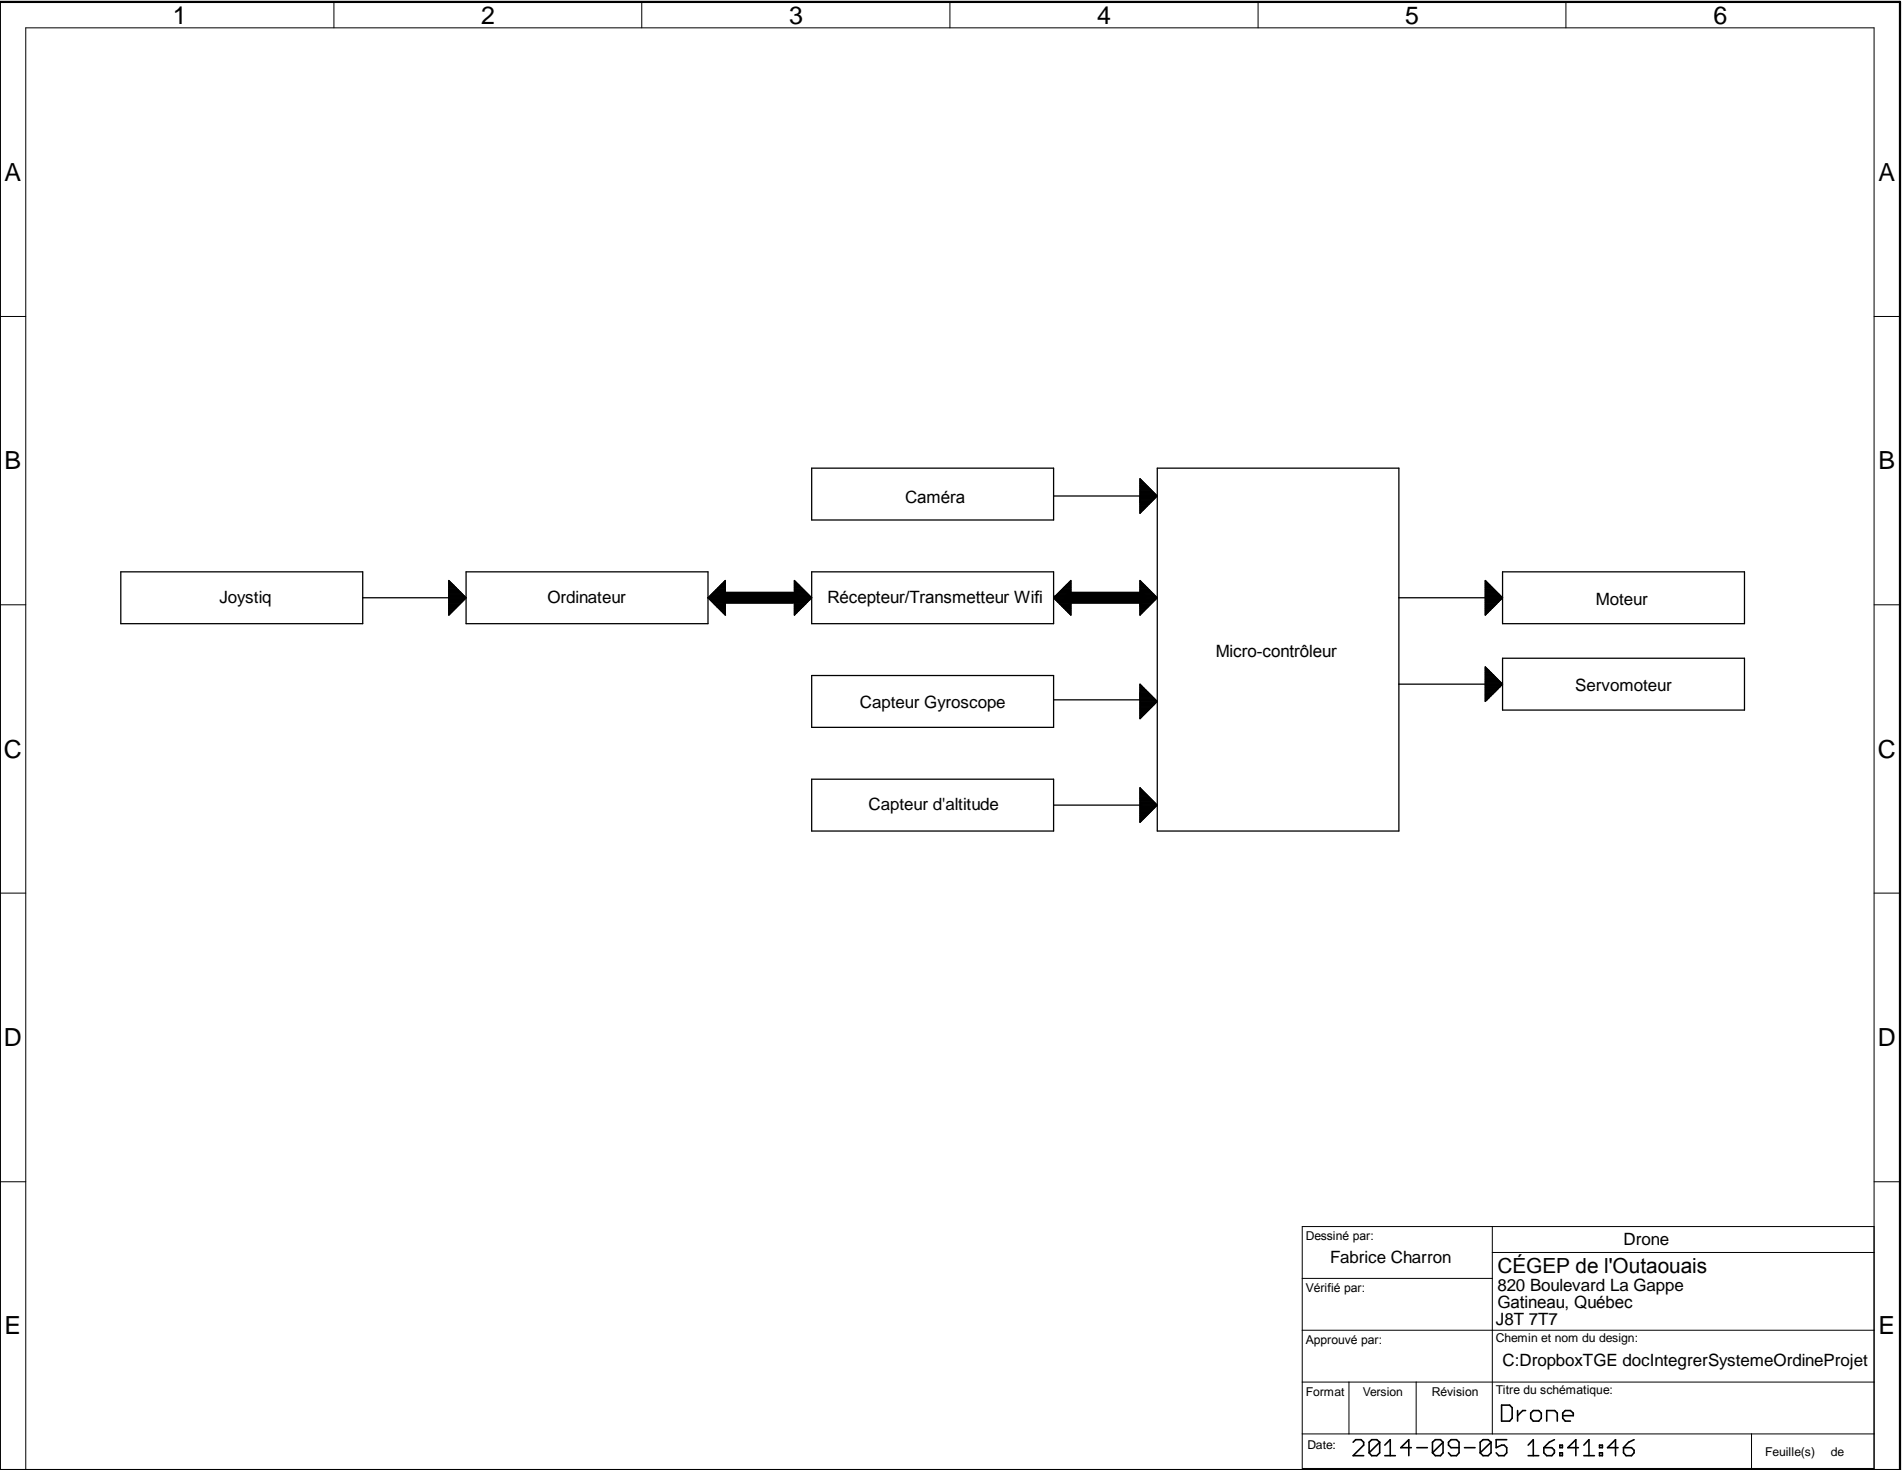 1 2 3 4 5 6
A A
B B
Caméra
Joystiq Ordinateur Récepteur/Transmetteur Wifi Moteur
Micro-contrôleur
Servomoteur
Capteur Gyroscope
C C
Capteur d'altitude
D D
E E
Dessiné par:
Fabrice Charron
Drone
CÉGEP de l'Outaouais
820 Boulevard La Gappe
Gatineau, Québec
J8T 7T7
Vérifié par:
Approuvé par:
Chemin et nom du design:
C:DropboxTGE docIntegrerSystemeOrdineProjet
Format Version Révision
Titre du schématique:
Drone
Date: 2014-09-05 16:41:46
Feuille(s) de